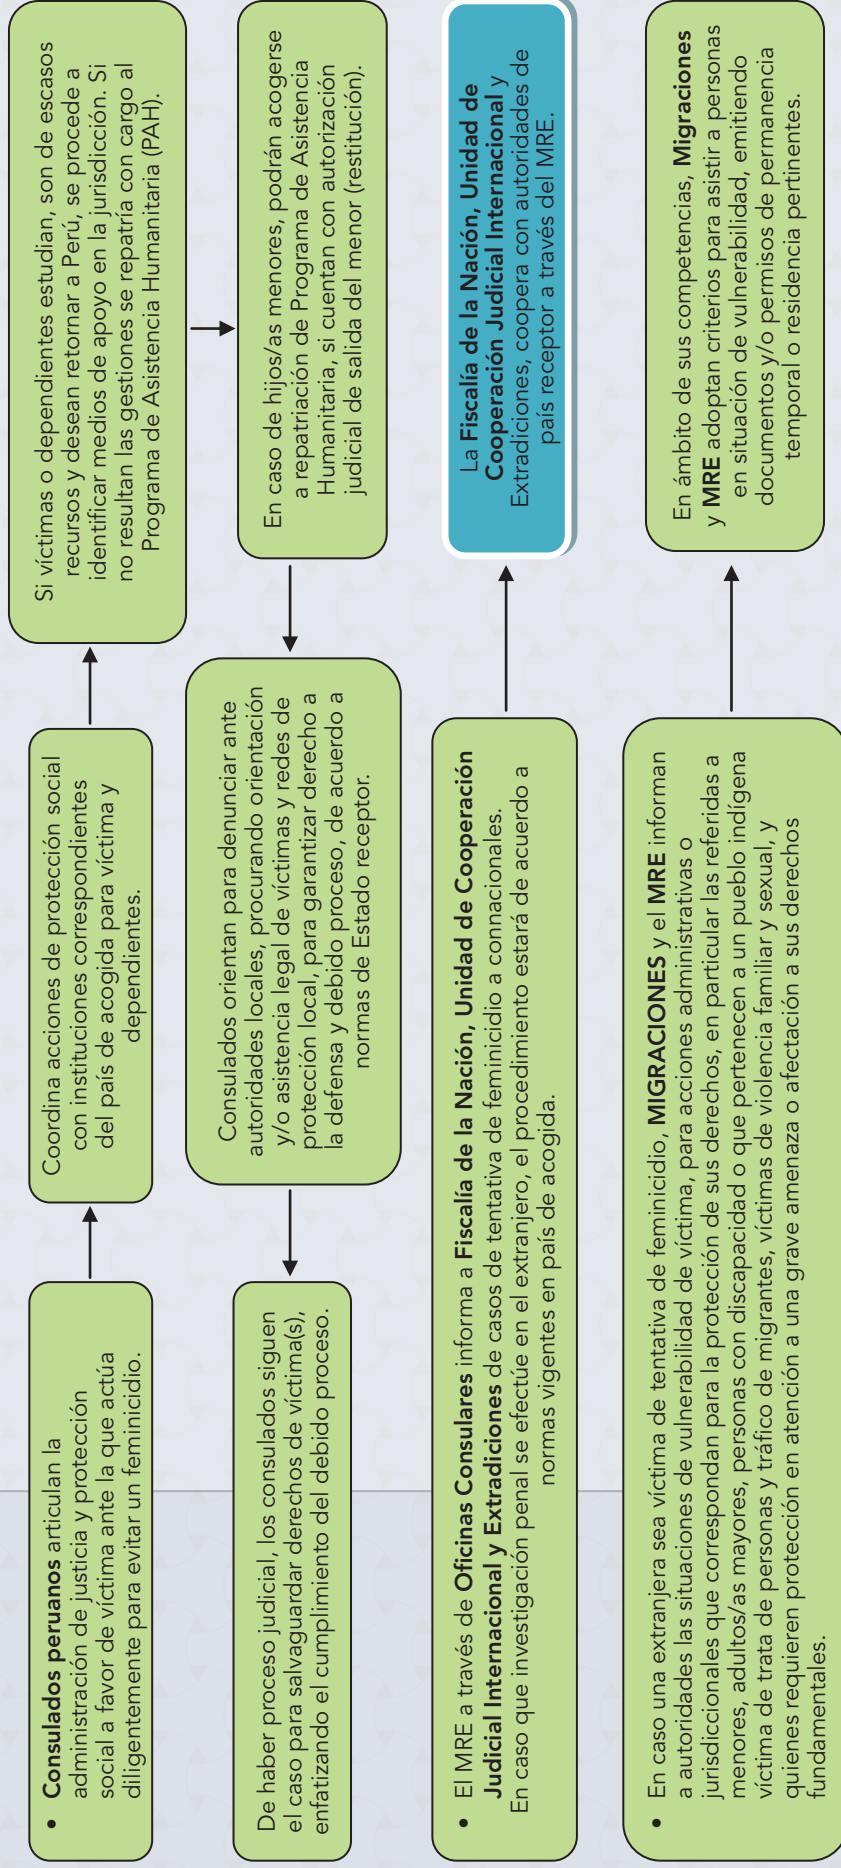 • Consulados peruanos articulan la
administración de justicia y protección
social a favor de víctima ante la que actúa
diligentemente para evitar un feminicidio.
Coordina acciones de protección social
con instituciones correspondientes
del país de acogida para víctima y
dependientes.
Si víctimas o dependientes estudian, son de escasos
recursos y desean retornar a Perú, se procede a
identificar medios de apoyo en la jurisdicción. Si
no resultan las gestiones se repatría con cargo al
Programa de Asistencia Humanitaria (PAH).
En caso de hijos/as menores, podrán acogerse
a repatriación de Programa de Asistencia
Humanitaria, si cuentan con autorización
judicial de salida del menor (restitución).
Consulados orientan para denunciar ante
autoridades locales, procurando orientación
y/o asistencia legal de víctimas y redes de
protección local, para garantizar derecho a
la defensa y debido proceso, de acuerdo a
normas de Estado receptor.
De haber proceso judicial, los consulados siguen
el caso para salvaguardar derechos de víctima(s),
enfatizando el cumplimiento del debido proceso.
• El MRE a través de Oficinas Consulares informa a Fiscalía de la Nación, Unidad de Cooperación
Judicial Internacional y Extradiciones de casos de tentativa de feminicidio a connacionales.
En caso que investigación penal se efectúe en el extranjero, el procedimiento estará de acuerdo a
normas vigentes en país de acogida.
La Fiscalía de la Nación, Unidad de
Cooperación Judicial Internacional y
Extradiciones, coopera con autoridades de
país receptor a través del MRE.
• En caso una extranjera sea víctima de tentativa de feminicidio, MIGRACIONES y el MRE informan
a autoridades las situaciones de vulnerabilidad de víctima, para acciones administrativas o
jurisdiccionales que correspondan para la protección de sus derechos, en particular las referidas a
menores, adultos/as mayores, personas con discapacidad o que pertenecen a un pueblo indígena
víctima de trata de personas y tráfico de migrantes, víctimas de violencia familiar y sexual, y
quienes requieren protección en atención a una grave amenaza o afectación a sus derechos
fundamentales.
En ámbito de sus competencias, Migraciones
y MRE adoptan criterios para asistir a personas
en situación de vulnerabilidad, emitiendo
documentos y/o permisos de permanencia
temporal o residencia pertinentes.